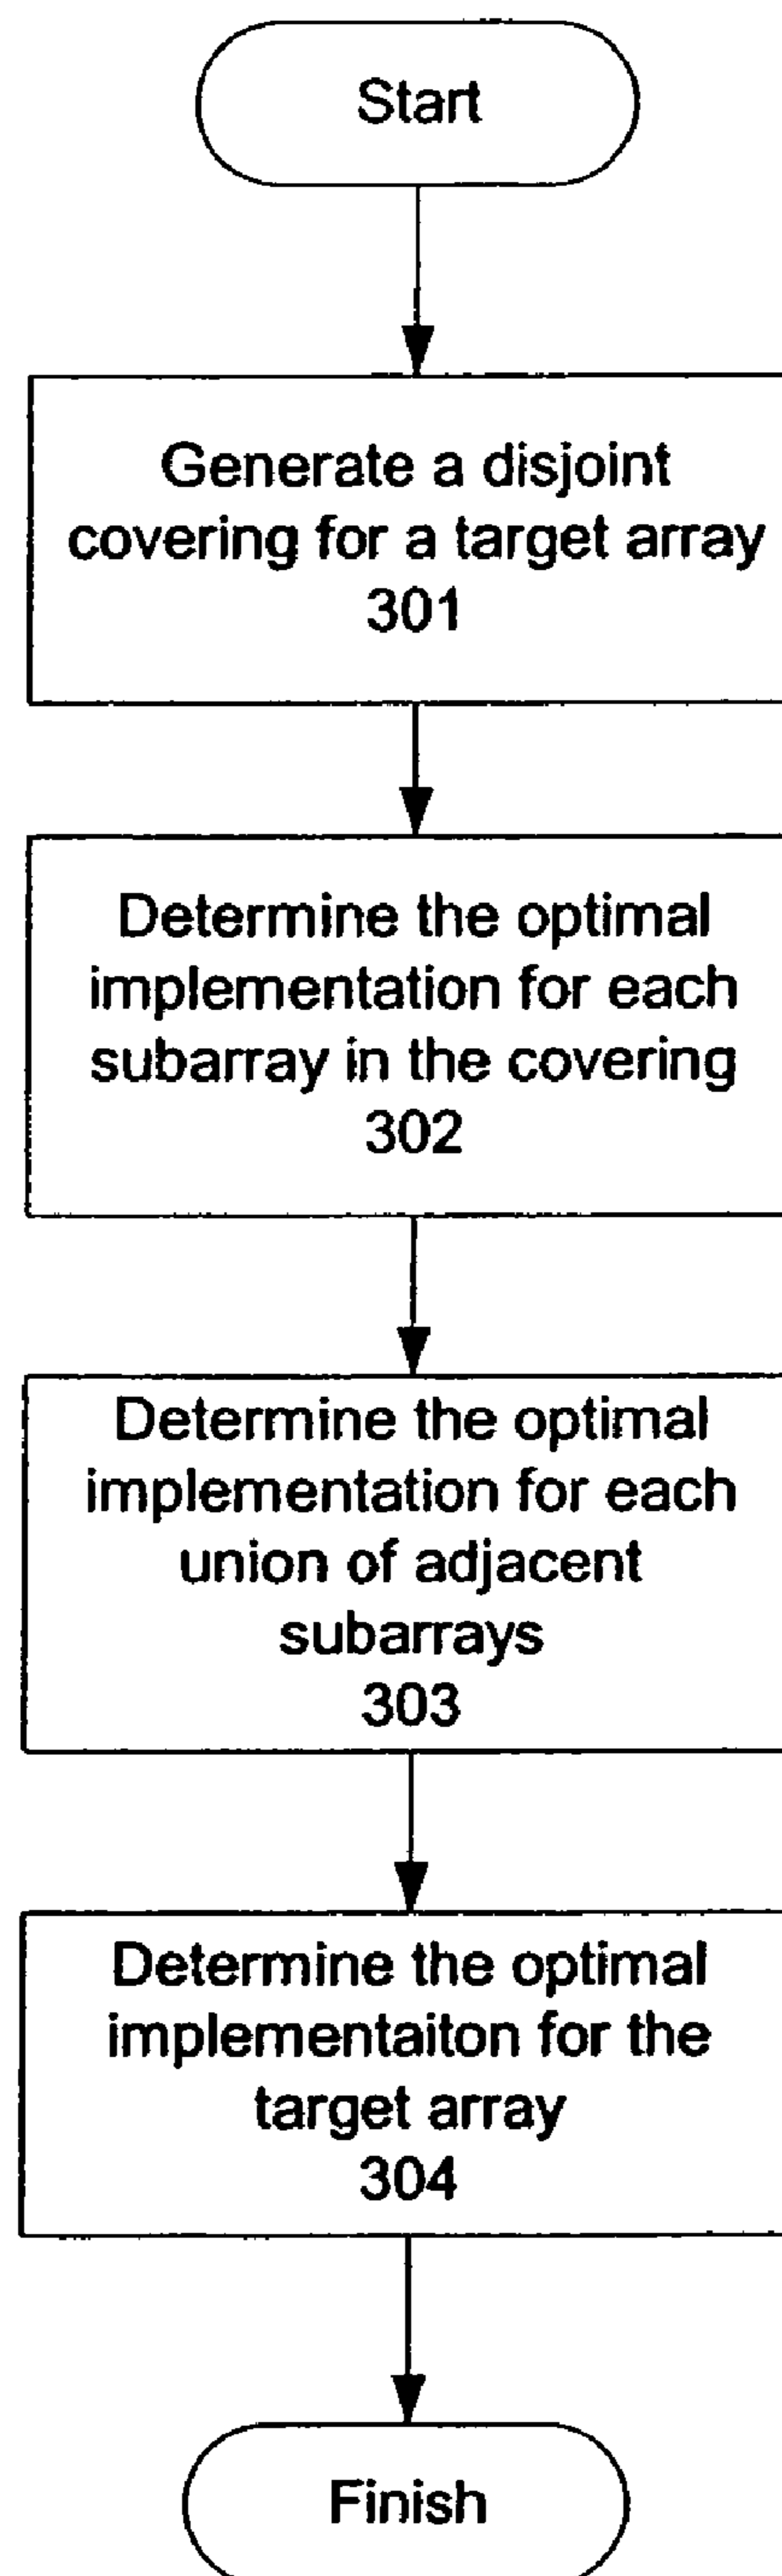 Start
Generate a disjoint
covering for a target array
301
Determine the optimal
implementation for each
subarray in the covering
302
Determine the optimal
implementation for each
union of adjacent
subarrays
303
Determine the optimal
implementaiton for the
target array
304
Finish